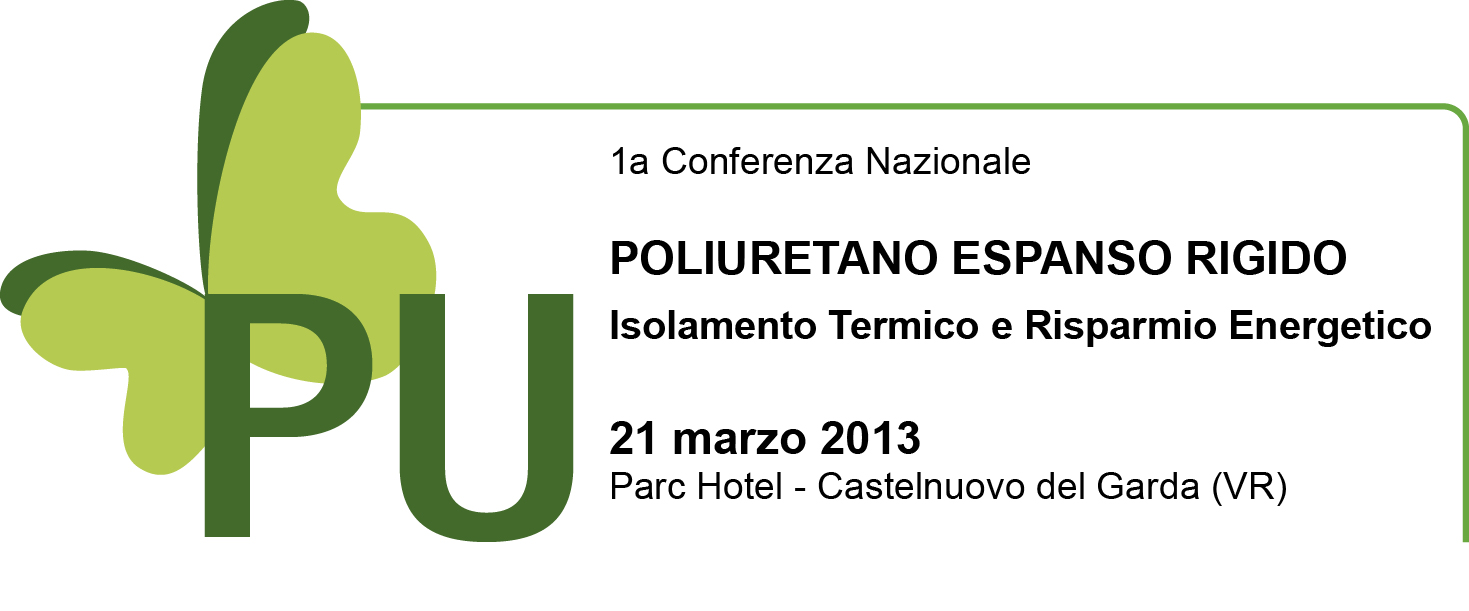 PU
1a Conferenza Nazionale
POLIURETANO ESPANSO RIGIDO
Isolamento Termico e Risparmio Energetico
21 marzo 2013
Parc Hotel - Castelnuovo del Garda (VR)